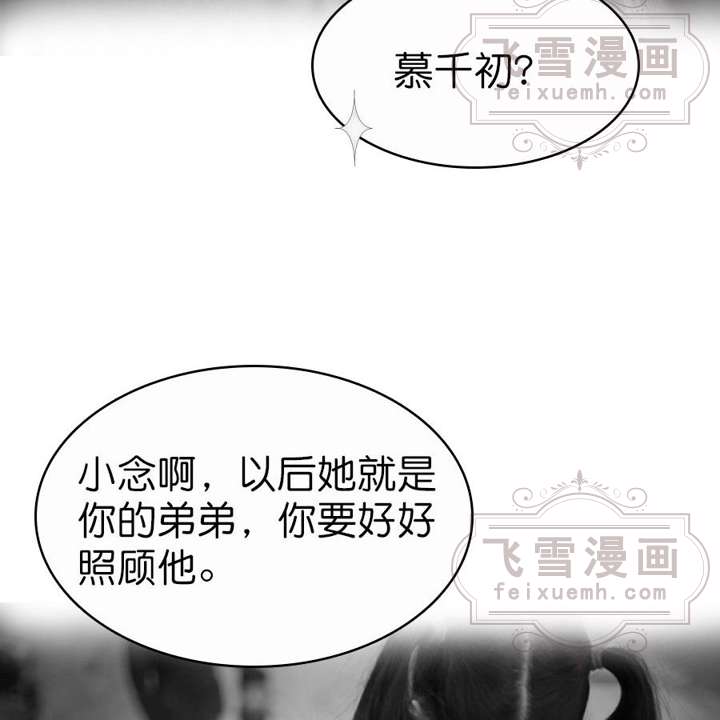 慕千初?
飞雪漫画
feixuemh.com
小念啊，以后她就是
你的弟弟，你要好好
照顾他。
飞雪漫画
feixuemh.com